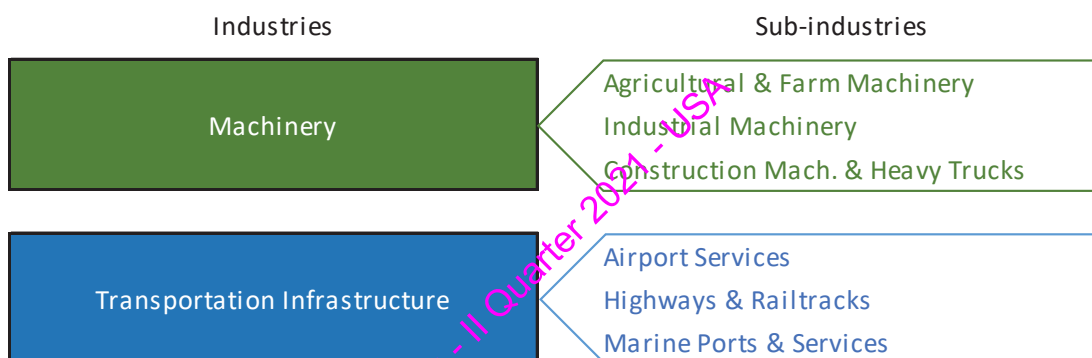 Industries
Sub-industries
Machinery
Agricultural & Farm Machinery
Industrial Machinery
Construction Mach. & Heavy Trucks
Transportation Infrastructure
Airport Services
Highways & Railtracks
Marine Ports & Services
- II Quarter 2021 - USA